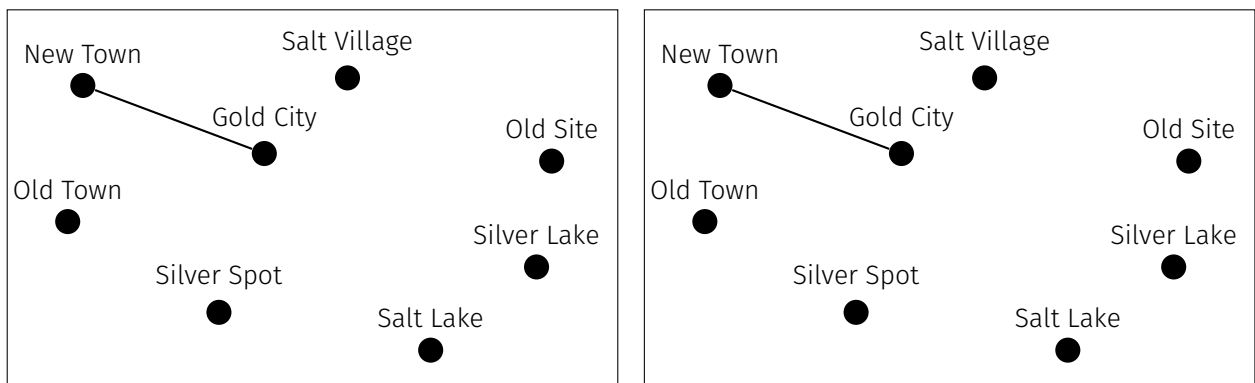 Salt Village
New Town
Gold City
Old Site
Old Town
Silver Lake
Silver Spot
Salt Lake
Salt Village
New Town
Gold City
Old Site
Old Town
Silver Lake
Silver Spot
Salt Lake